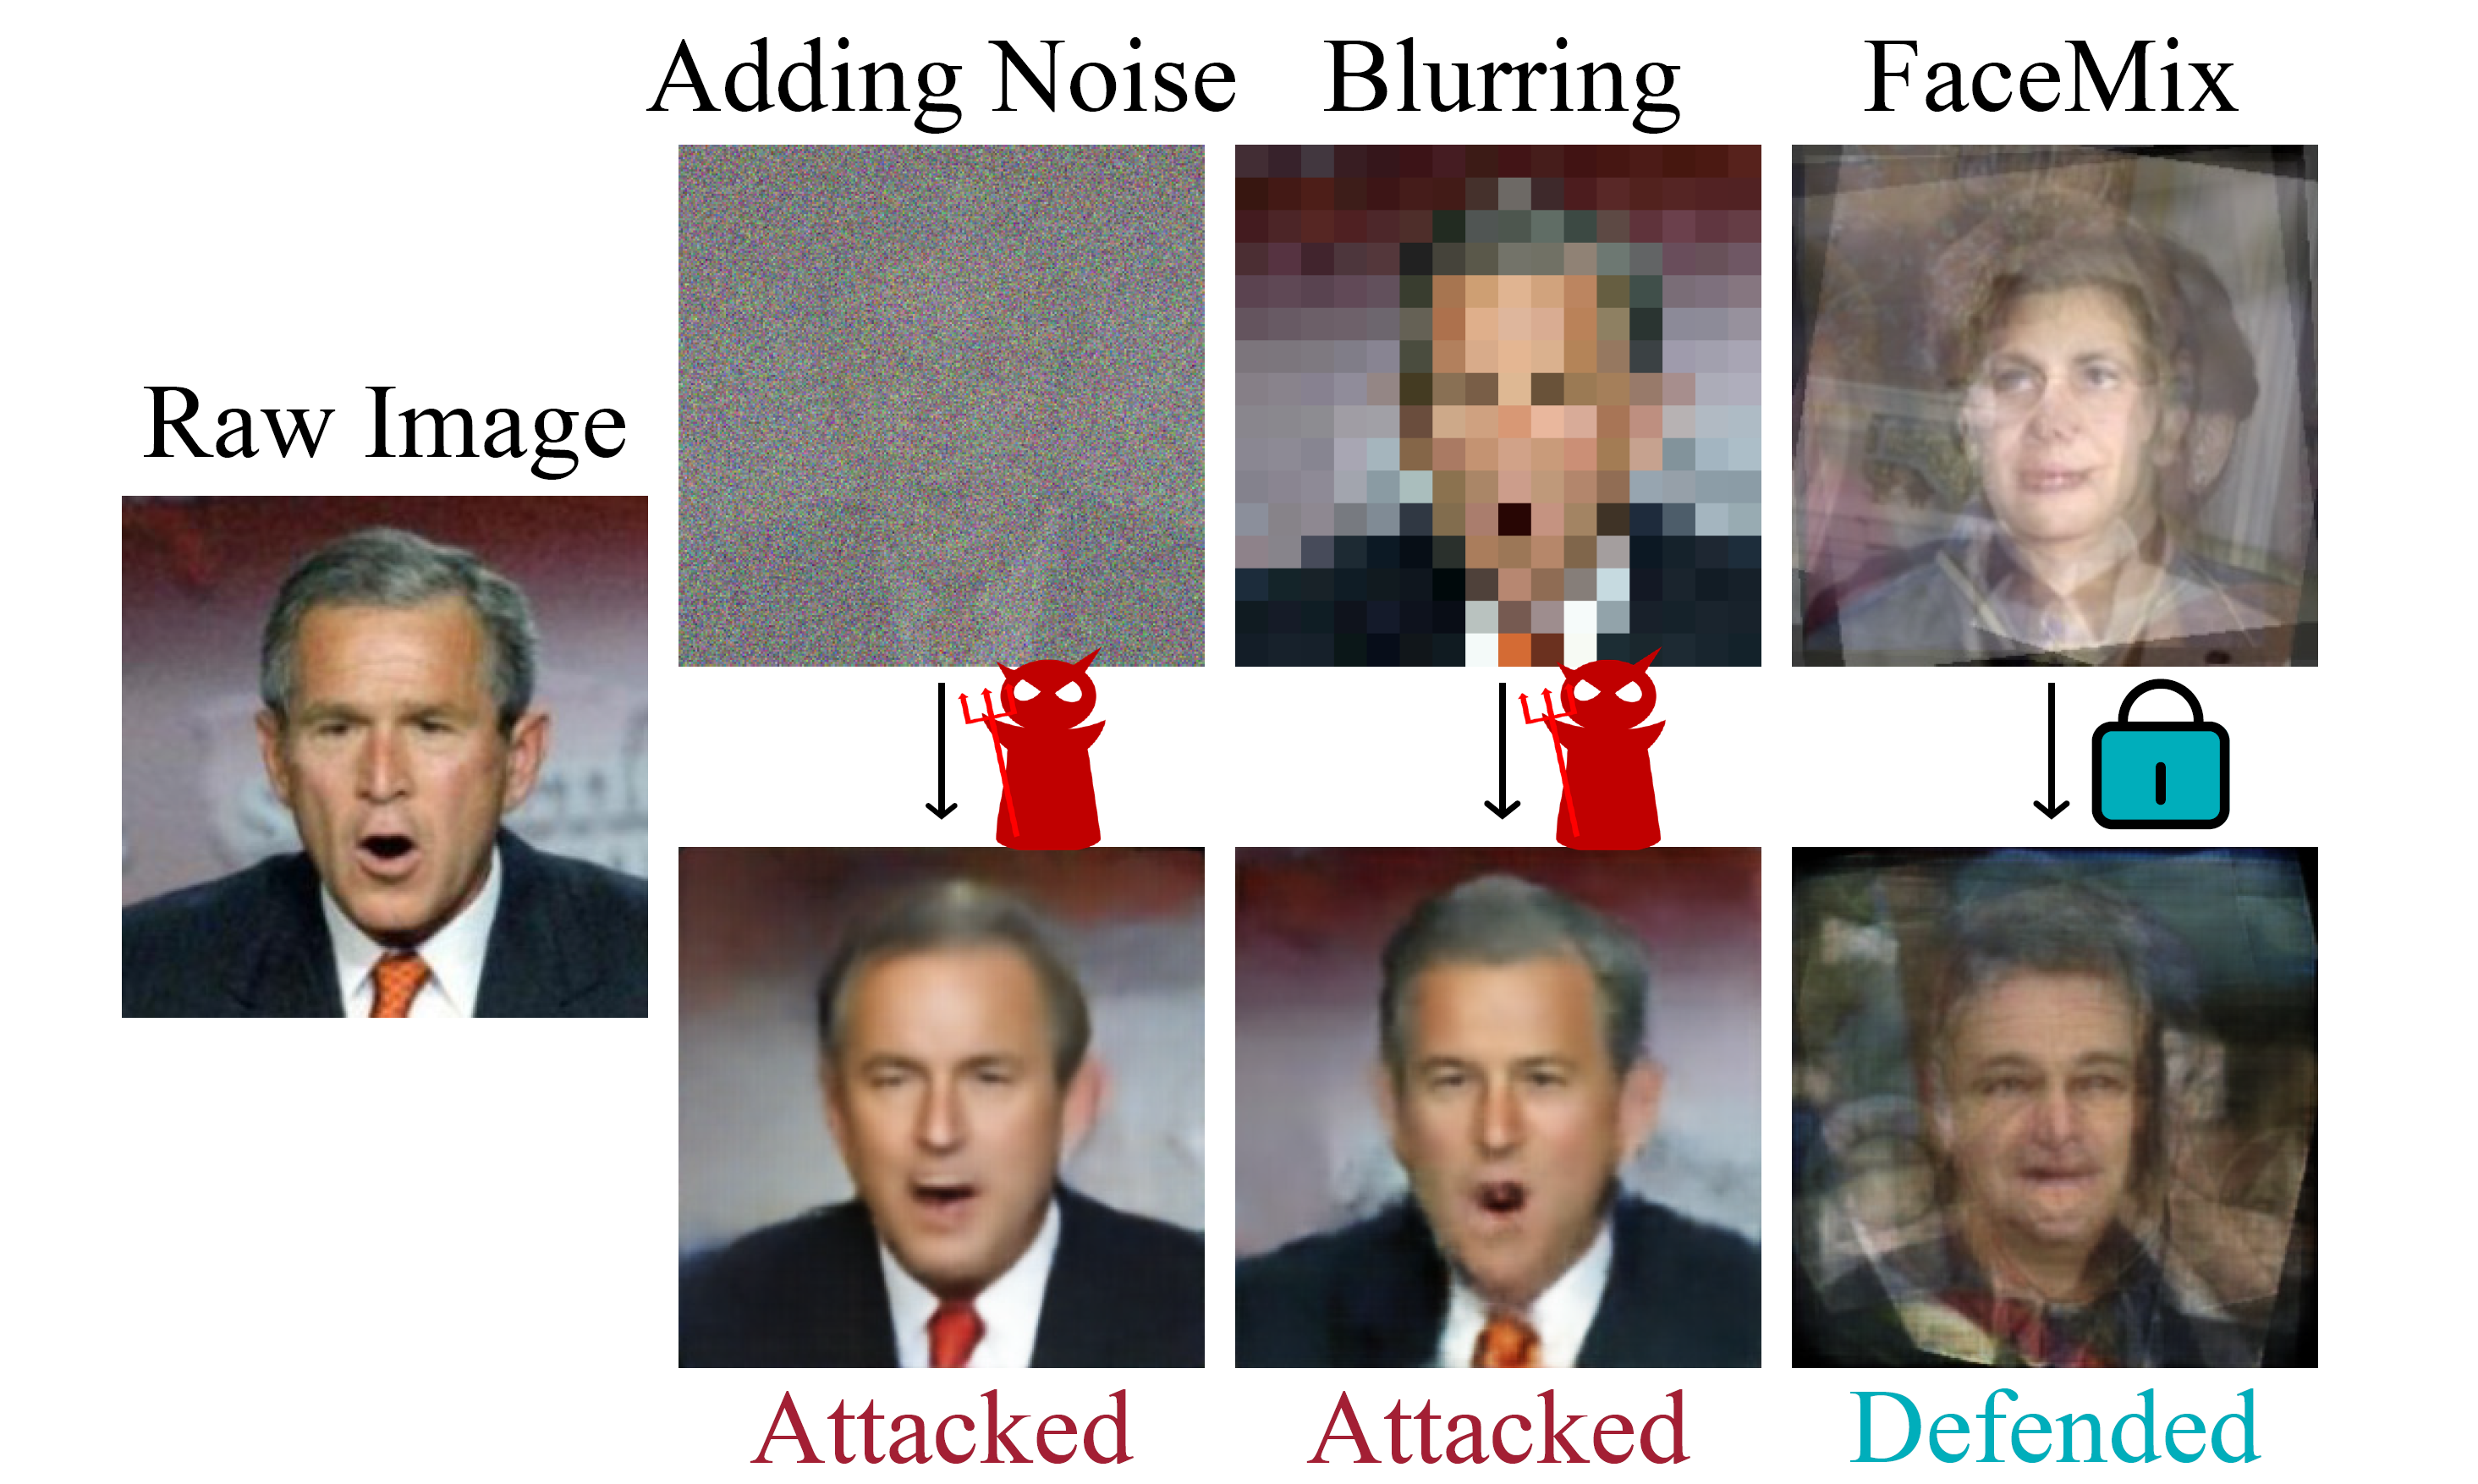 Adding Noise
Blurring
FaceMix
Raw Image
Attacked
Attacked
Defended